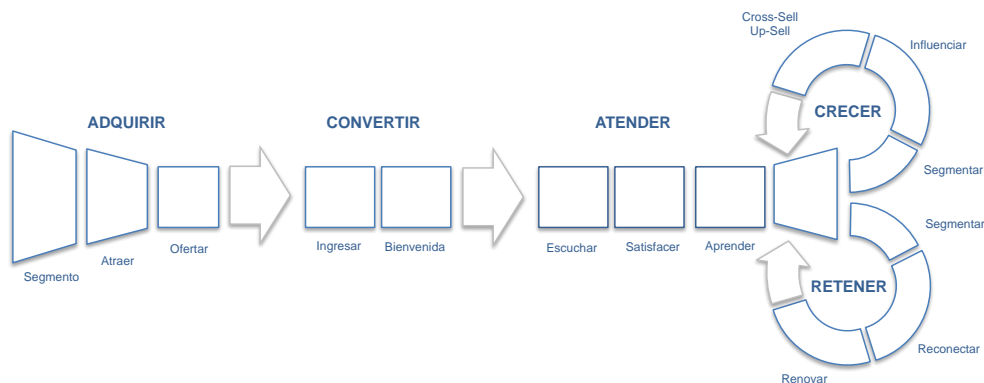 ADQUIRIR
Segmento
Atraer
Ofertar
CONVERTIR
Ingresar
Bienvenida
ATENDER
Escuchar
Satisfacer
Aprender
Cross-Sell
Up-Sell
Influenciar
CRECER
Segmentar
Segmentar
RETENER
Reconectar
Renovar